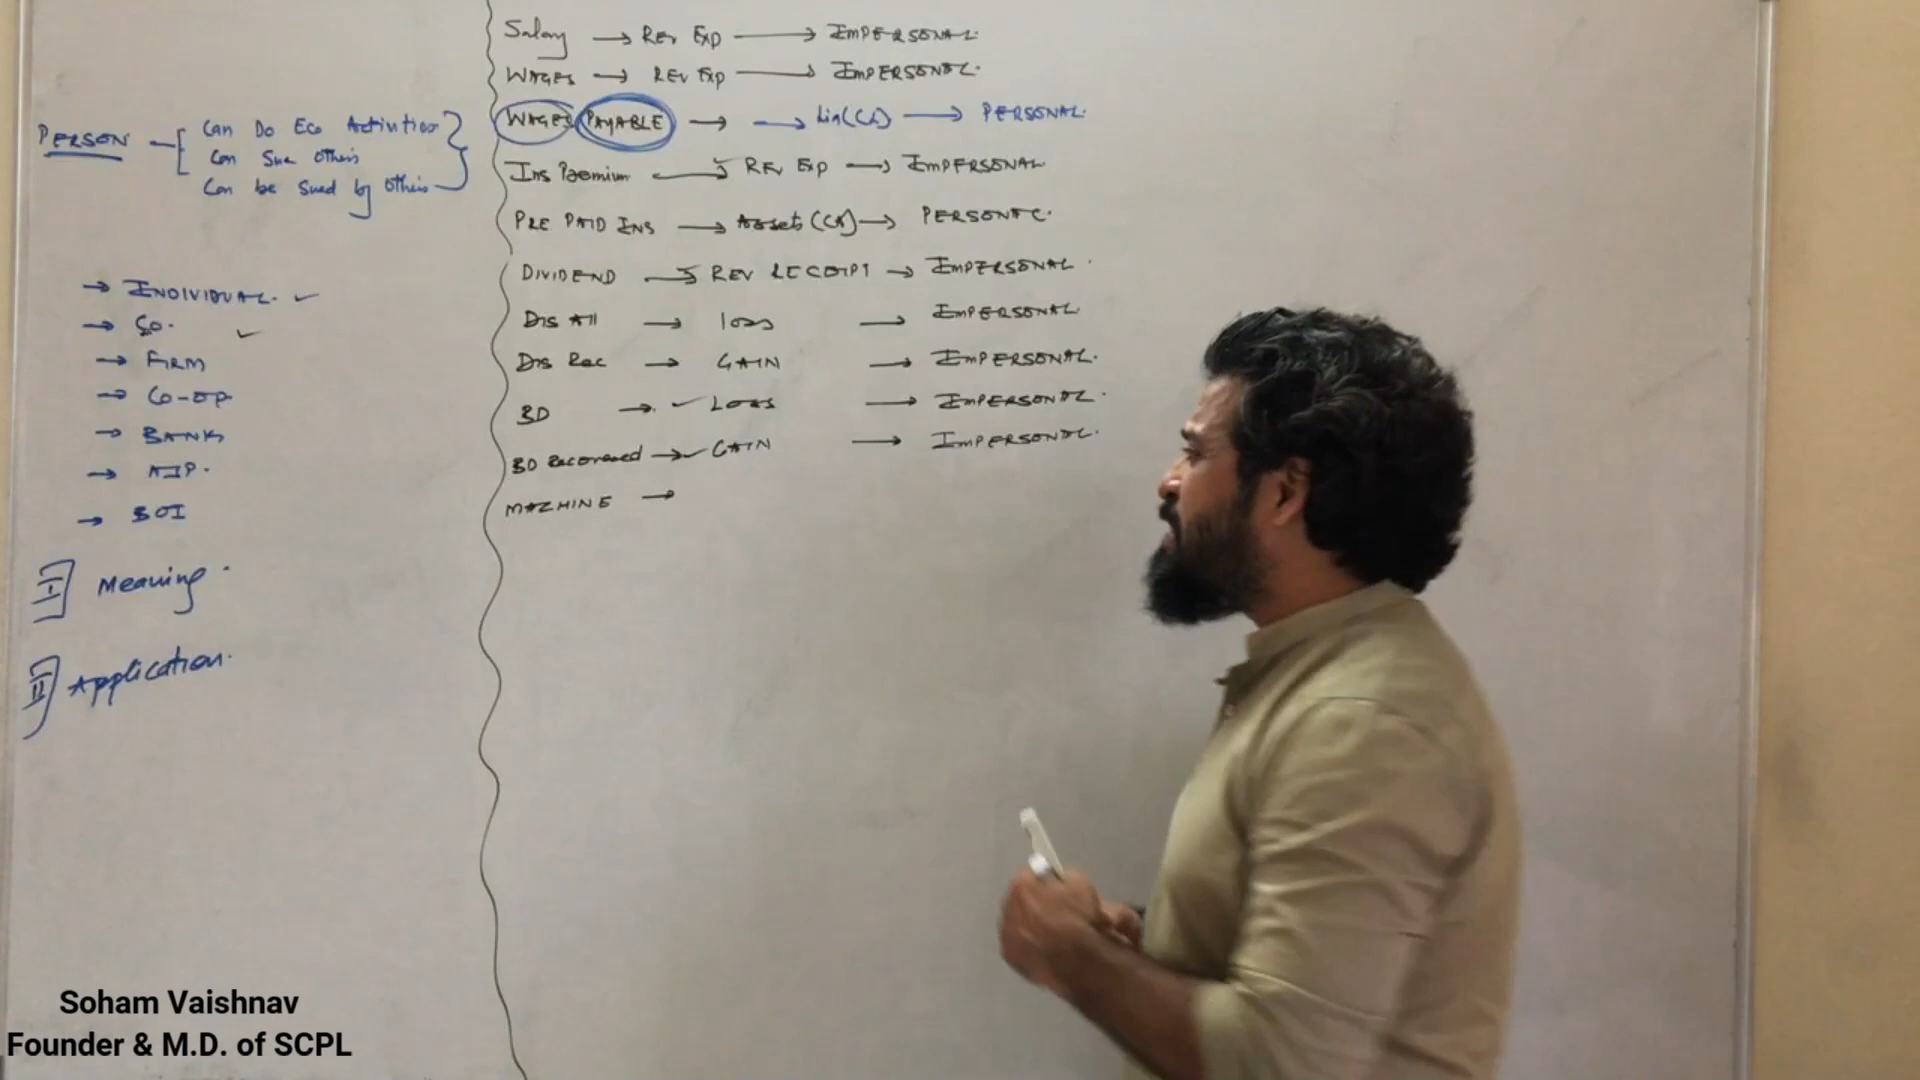 PERSON
Can Do Eco Activities
Can Sue Others
Can be Sued by Others
→ INDIVIDUAL. ✓
→ Co. ✓
→ FIRM
→ CO-OP
→ BANK
→ AJP.
→ BOI
I Meaning.
II Application.
Salary → Rev Exp → IMPERSONAL.
WAGES → REV EXP → IMPERSONAL.
WAGES PAYABLE → → Lia(CL) → PERSONAL.
Ins Premium → REV EXP → IMPERSONAL
PRE PAID INS → Assets (CA) → PERSONAL.
DIVIDEND → REV RECEIPT → IMPERSONAL.
Dis All → loss → IMPERSONAL.
Dis Rec → GAIN → IMPERSONAL.
BD → ✓ Loss → IMPERSONAL.
BD Recovered → ✓ GAIN → IMPERSONAL.
MACHINE →
Soham Vaishnav
Founder & M.D. of SCPL